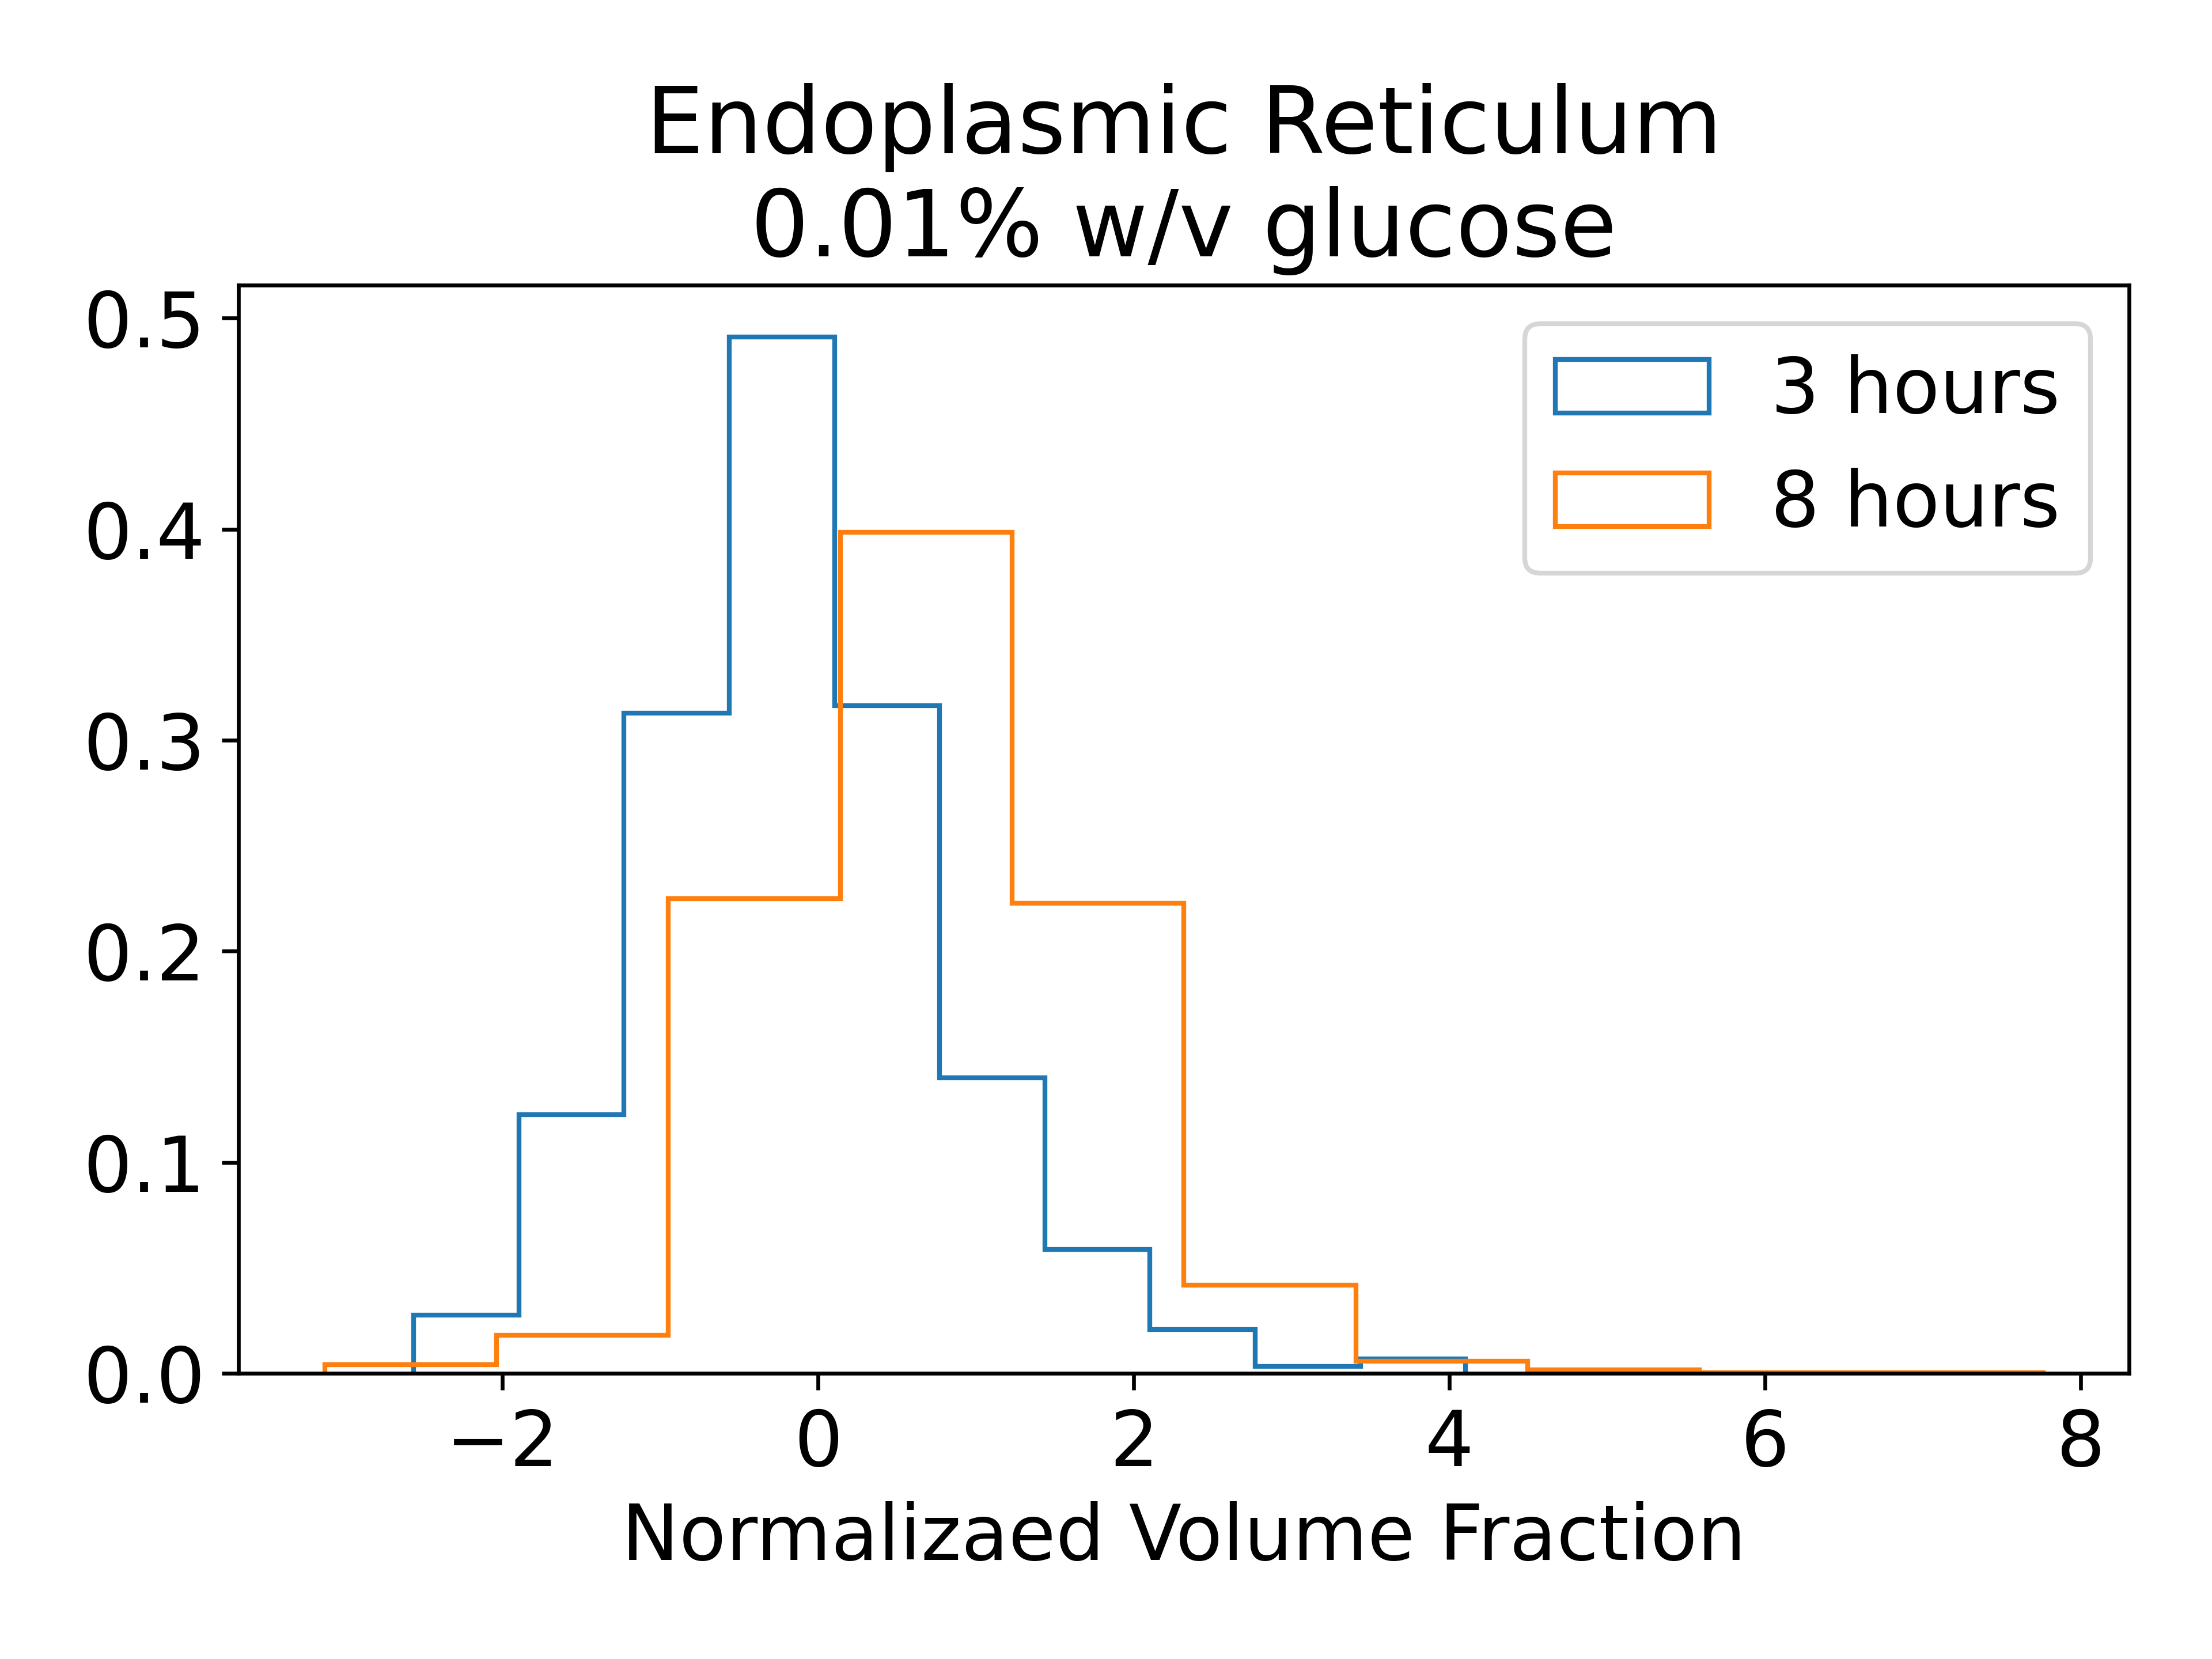 Endoplasmic Reticulum
0.01% w/v glucose
0.5
0.4
0.3
0.2
0.1
0.0
3 hours
8 hours
−2 0 2 4 6 8
Normalizaed Volume Fraction